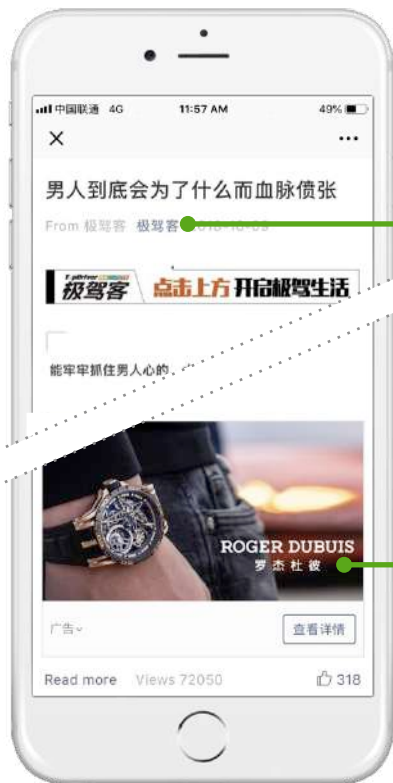 中国联通 4G 11:57 AM 49%
男人到底会为了什么而血脉偾张
From 极驾客 极驾客
极驾客 点击上方 开启极驾生活
能牢牢抓住男人心的，
ROGER DUBUIS
罗杰杜彼
广告
查看详情
Read more Views 72050 318